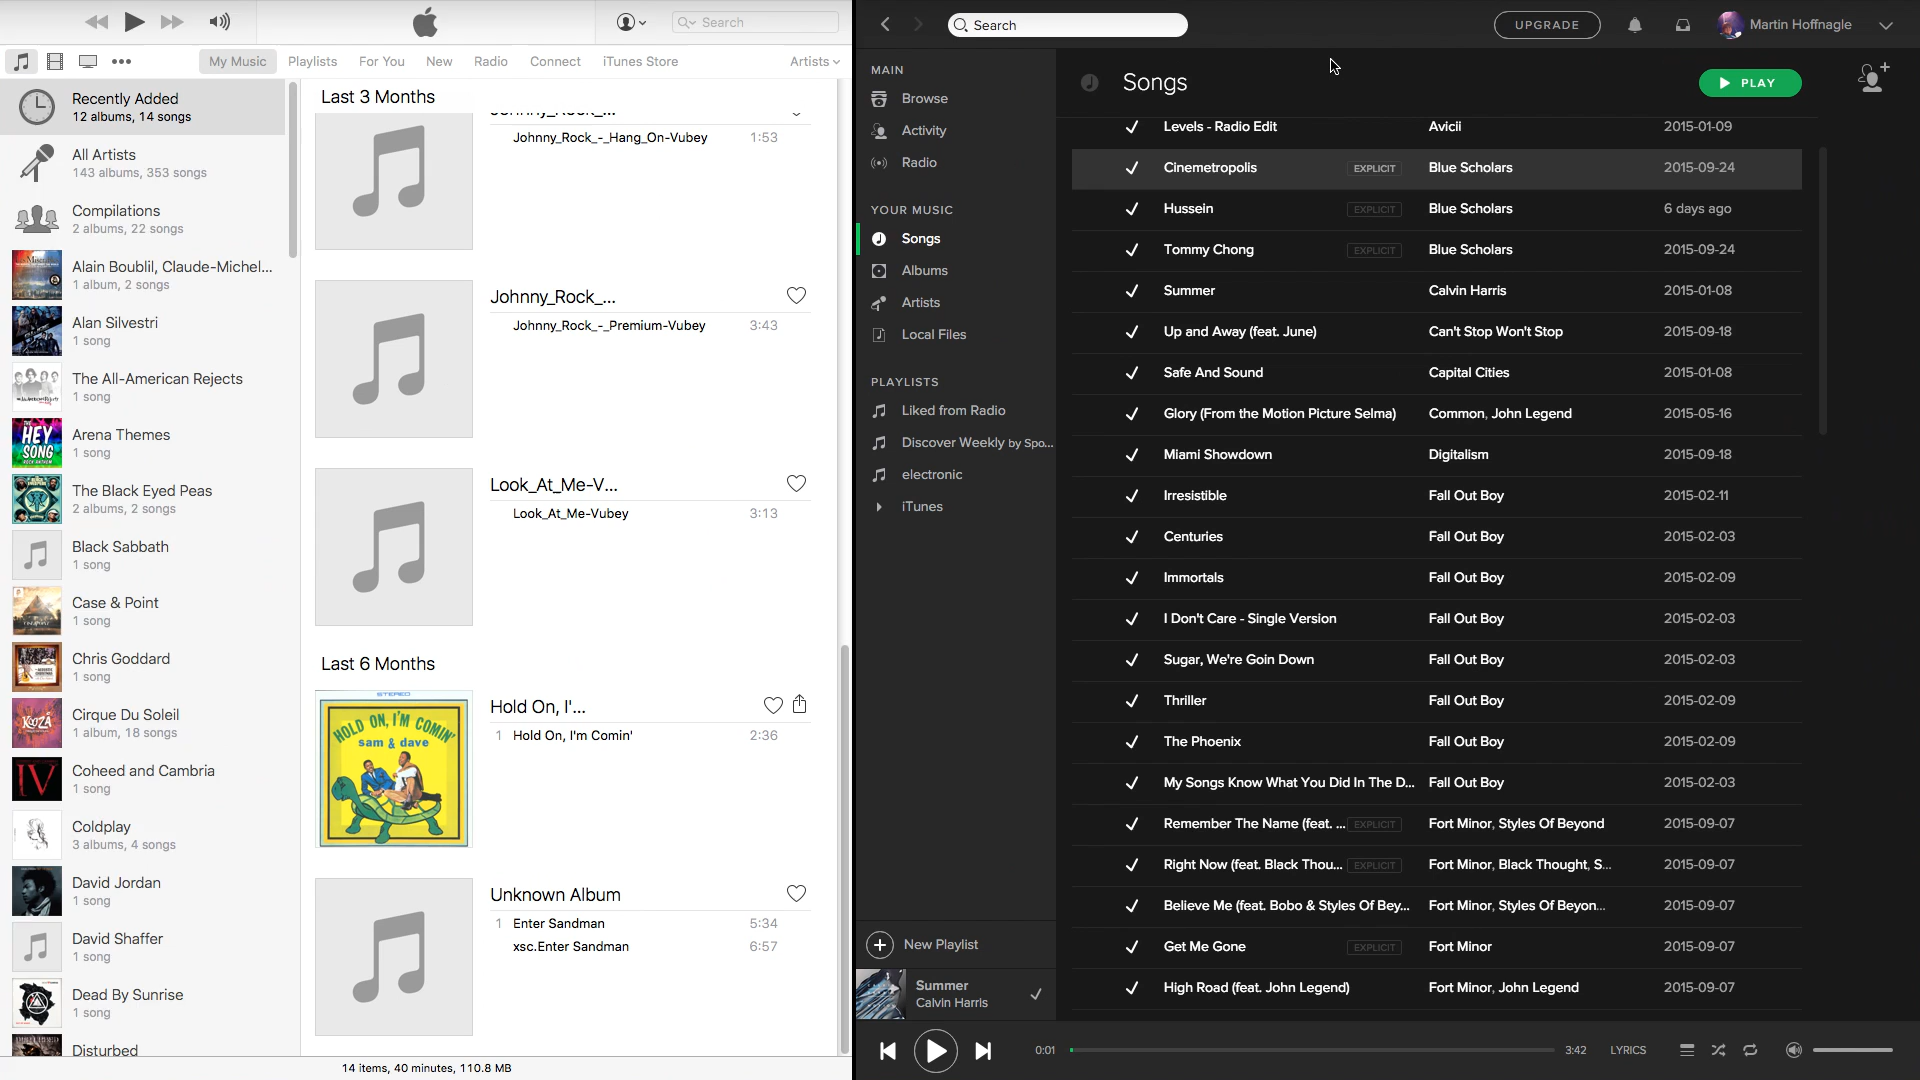 Search
My Music
Playlists
For You
New
Radio
Connect
iTunes Store
Artists
Recently Added
12 albums, 14 songs
All Artists
143 albums, 353 songs
Compilations
2 albums, 22 songs
Alain Boublil, Claude-Michel...
1 album, 2 songs
Alan Silvestri
1 song
The All-American Rejects
1 song
HEY
SONG
Arena Themes
1 song
The Black Eyed Peas
2 albums, 2 songs
Black Sabbath
1 song
Case & Point
1 song
Chris Goddard
1 song
KOOZA
Cirque Du Soleil
1 album, 18 songs
IV
Coheed and Cambria
1 song
Coldplay
3 albums, 4 songs
David Jordan
1 song
David Shaffer
1 song
Dead By Sunrise
1 song
Disturbed
Last 3 Months
Johnny_Rock_-_Hang_On-Vubey 1:53
Johnny_Rock_...
Johnny_Rock_-_Premium-Vubey 3:43
Look_At_Me-V...
Look_At_Me-Vubey 3:13
Last 6 Months
STEREO
HOLD ON, I'M COMIN'
sam & dave
Hold On, I'...
1 Hold On, I'm Comin' 2:36
Unknown Album
1 Enter Sandman 5:34
xsc.Enter Sandman 6:57
14 items, 40 minutes, 110.8 MB
Search
UPGRADE
Martin Hoffnagle
MAIN
Browse
Activity
Radio
YOUR MUSIC
Songs
Albums
Artists
Local Files
PLAYLISTS
Liked from Radio
Discover Weekly by Spo...
electronic
iTunes
New Playlist
Summer
Calvin Harris
Songs
PLAY
Levels - Radio Edit Avicii 2015-01-09
Cinemetropolis EXPLICIT Blue Scholars 2015-09-24
Hussein EXPLICIT Blue Scholars 6 days ago
Tommy Chong EXPLICIT Blue Scholars 2015-09-24
Summer Calvin Harris 2015-01-08
Up and Away (feat. June) Can't Stop Won't Stop 2015-09-18
Safe And Sound Capital Cities 2015-01-08
Glory (From the Motion Picture Selma) Common, John Legend 2015-05-16
Miami Showdown Digitalism 2015-09-18
Irresistible Fall Out Boy 2015-02-11
Centuries Fall Out Boy 2015-02-03
Immortals Fall Out Boy 2015-02-09
I Don't Care - Single Version Fall Out Boy 2015-02-03
Sugar, We're Goin Down Fall Out Boy 2015-02-03
Thriller Fall Out Boy 2015-02-09
The Phoenix Fall Out Boy 2015-02-09
My Songs Know What You Did In The D... Fall Out Boy 2015-02-03
Remember The Name (feat. ... EXPLICIT Fort Minor, Styles Of Beyond 2015-09-07
Right Now (feat. Black Thou... EXPLICIT Fort Minor, Black Thought, S... 2015-09-07
Believe Me (feat. Bobo & Styles Of Bey... Fort Minor, Styles Of Beyon... 2015-09-07
Get Me Gone EXPLICIT Fort Minor 2015-09-07
High Road (feat. John Legend) Fort Minor, John Legend 2015-09-07
0:01
3:42
LYRICS